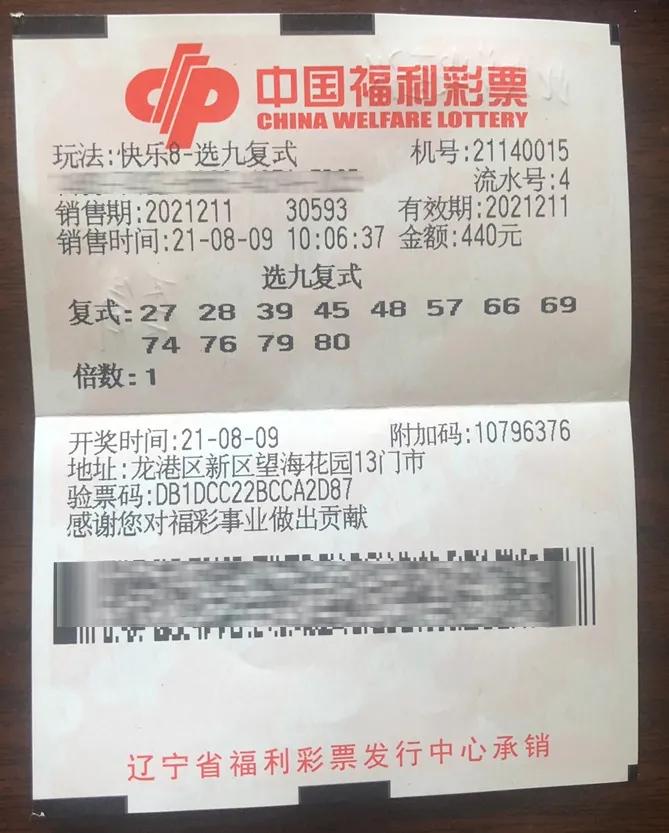 中国福利彩票
CHINA WELFARE LOTTERY
玩法:快乐8-选九复式 机号:21140015
流水号:4
销售期:2021211 30593 有效期:2021211
销售时间:21-08-09 10:06:37 金额:440元
选九复式
复式:27 28 39 45 48 57 66 69
74 76 79 80
倍数:1
开奖时间:21-08-09 附加码:10796376
地址:龙港区新区望海花园13门市
验票码:DB1DCC22BCCA2D87
感谢您对福彩事业做出贡献
辽宁省福利彩票发行中心承销